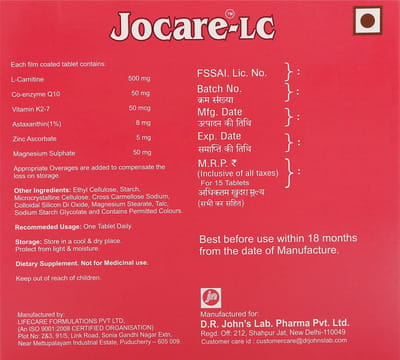 Jocare-LC TM
Each film coated tablet contains:
L-Carnitine 500 mg
Co-enzyme Q10 50 mg
Vitamin K2-7 50 mcg
Astaxanthin(1%) 8 mg
Zinc Ascorbate 5 mg
Magnesium Sulphate 50 mg
Appropriate Overages are added to compensate the
loss on storage.
Other Ingredients: Ethyl Cellulose, Starch,
Microcrystalline Cellulose, Cross Carmellose Sodium,
Colloidal Silicon Di Oxide, Magnesium Stearate, Talc,
Sodium Starch Glycolate and Contains Permitted Colours.
Recommeded Usage: One Tablet Daily.
Storage: Store in a cool & dry place.
Protect from light & moisture.
Dietary Supplement. Not for Medicinal use.
Keep out of reach of children.
FSSAI. Lic. No. } :
Batch No. } :
क्रम संख्या
Mfg. Date } :
उत्पादन की तिथि
Exp. Date } :
समाप्ति की तिथि
M.R.P. ₹ } :
(Inclusive of all taxes)
For 15 Tablets
अधिकतम खुदरा मूल्य
(सभी कर सहित)
Best before use within 18 months
from the date of Manufacture.
Manufactured by:
LIFECARE FORMULATIONS PVT LTD,
(An ISO 9001:2008 CERTIFIED ORGANISATION)
Plot No: 2&3, 91/5, Link Road, Sonia Gandhi Nagar Extn,
Near Mettupalayam Industrial Estate, Puducherry – 605 009.
Manufactured for:
D.R. John's Lab. Pharma Pvt. Ltd.
Regd. Off: 212, Shahpur Jat, New Delhi-110049
Customer care id : customercare@drjohnslab.com